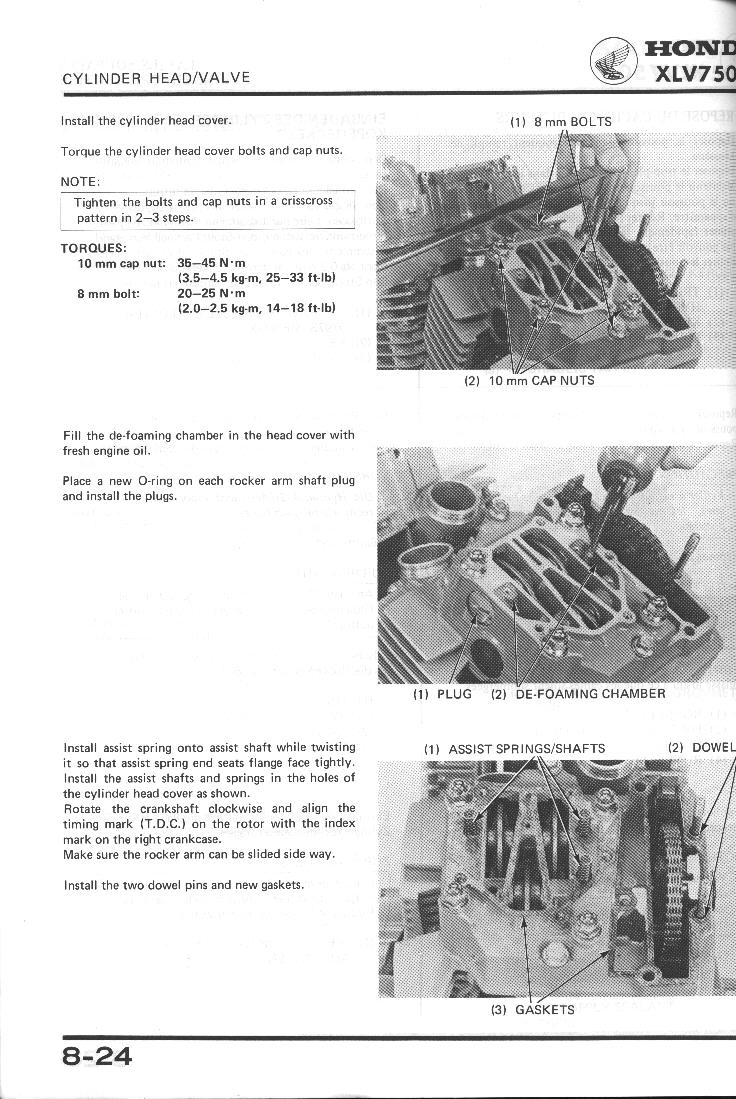 CYLINDER HEAD/VALVE
HOND
XLV750
Install the cylinder head cover.
Torque the cylinder head cover bolts and cap nuts.
NOTE:
Tighten the bolts and cap nuts in a crisscross
pattern in 2–3 steps.
TORQUES:
10 mm cap nut: 35–45 N·m
(3.5–4.5 kg-m, 25–33 ft-lb)
8 mm bolt: 20–25 N·m
(2.0–2.5 kg-m, 14–18 ft-lb)
(1) 8 mm BOLTS
(2) 10 mm CAP NUTS
Fill the de-foaming chamber in the head cover with
fresh engine oil.
Place a new O-ring on each rocker arm shaft plug
and install the plugs.
(1) PLUG (2) DE-FOAMING CHAMBER
Install assist spring onto assist shaft while twisting
it so that assist spring end seats flange face tightly.
Install the assist shafts and springs in the holes of
the cylinder head cover as shown.
Rotate the crankshaft clockwise and align the
timing mark (T.D.C.) on the rotor with the index
mark on the right crankcase.
Make sure the rocker arm can be slided side way.
Install the two dowel pins and new gaskets.
(1) ASSIST SPRINGS/SHAFTS (2) DOWEL
(3) GASKETS
8-24